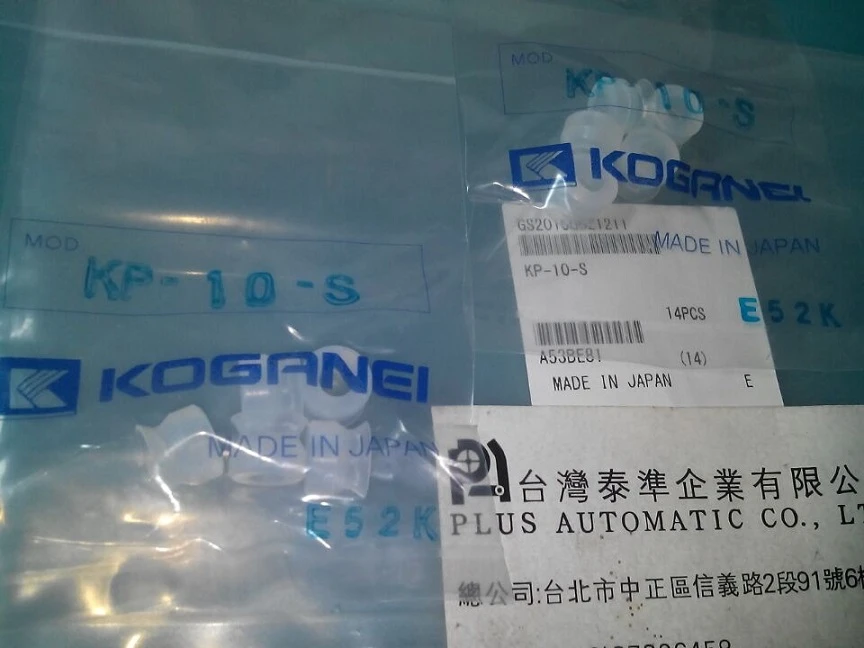 MOD
KP-10-S
KOGANEI
MADE IN JAPAN
E52K
MOD
KP-10-S
KOGANEI
MADE IN JAPAN
KP-10-S
14PCS
E52K
A53BE81
(14)
MADE IN JAPAN
E
台灣泰準企業有限公
PLUS AUTOMATIC CO., LT
總公司:台北市中正區信義路2段91號6